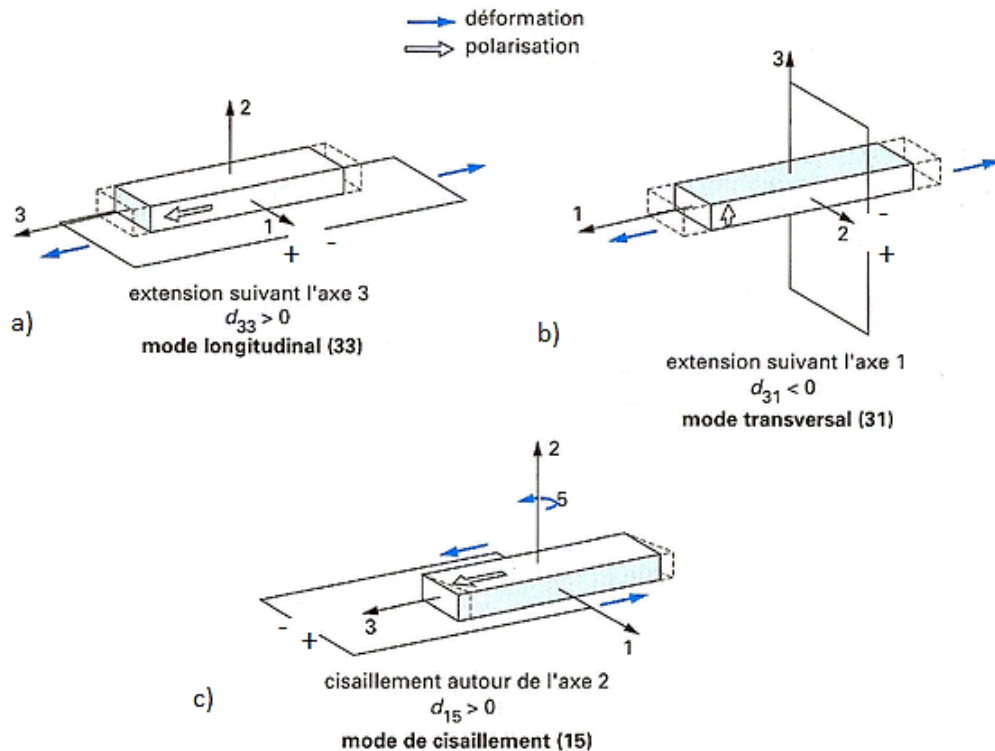 déformation
polarisation
2
3
1
+ -
extension suivant l'axe 3
d33 > 0
mode longitudinal (33)
a)
3
1
2
-
+
extension suivant l'axe 1
d31 < 0
mode transversal (31)
b)
2
5
3
1
- +
cisaillement autour de l'axe 2
d15 > 0
mode de cisaillement (15)
c)